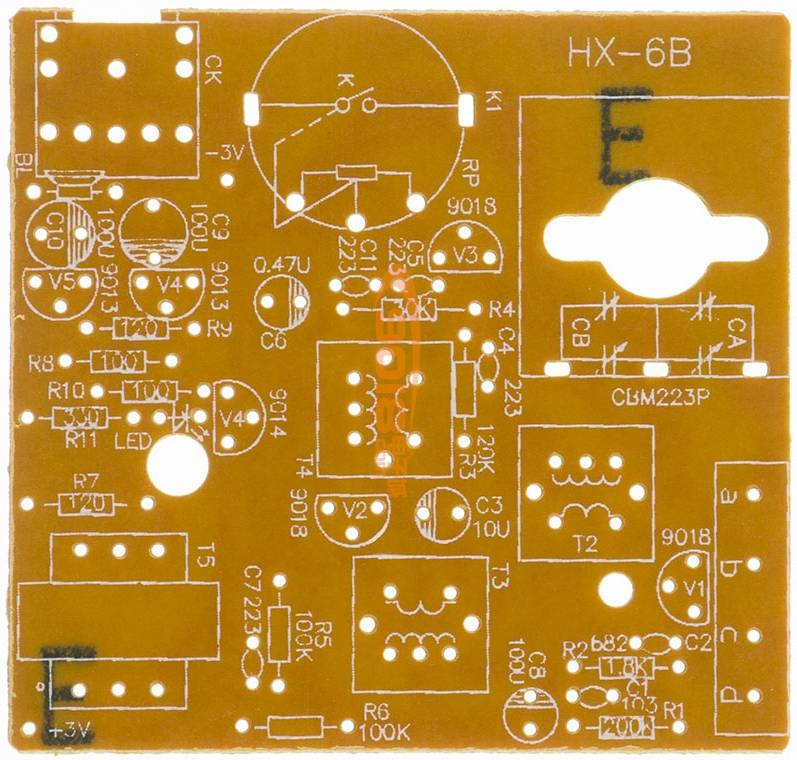 HX-6B
E
CK
K
K1
-3V
RP
BL
9018
V3
C10
100U
C9
100U
C11
223
C5
223
V5
9013
V4
9013
0.47U
C6
30K
R4
120
R9
CB
CA
R8
100
C4
223
R10
100
CBM223P
330
R11
LED
V4
9014
T4
R3
120K
R7
120
9018
V2
C3
10U
T2
a
b
c
d
9018
V1
T5
T3
C7
223
R5
100K
682
C2
R2
1.8K
C1
103
C8
100U
200k
R1
R6
100K
E
+3V